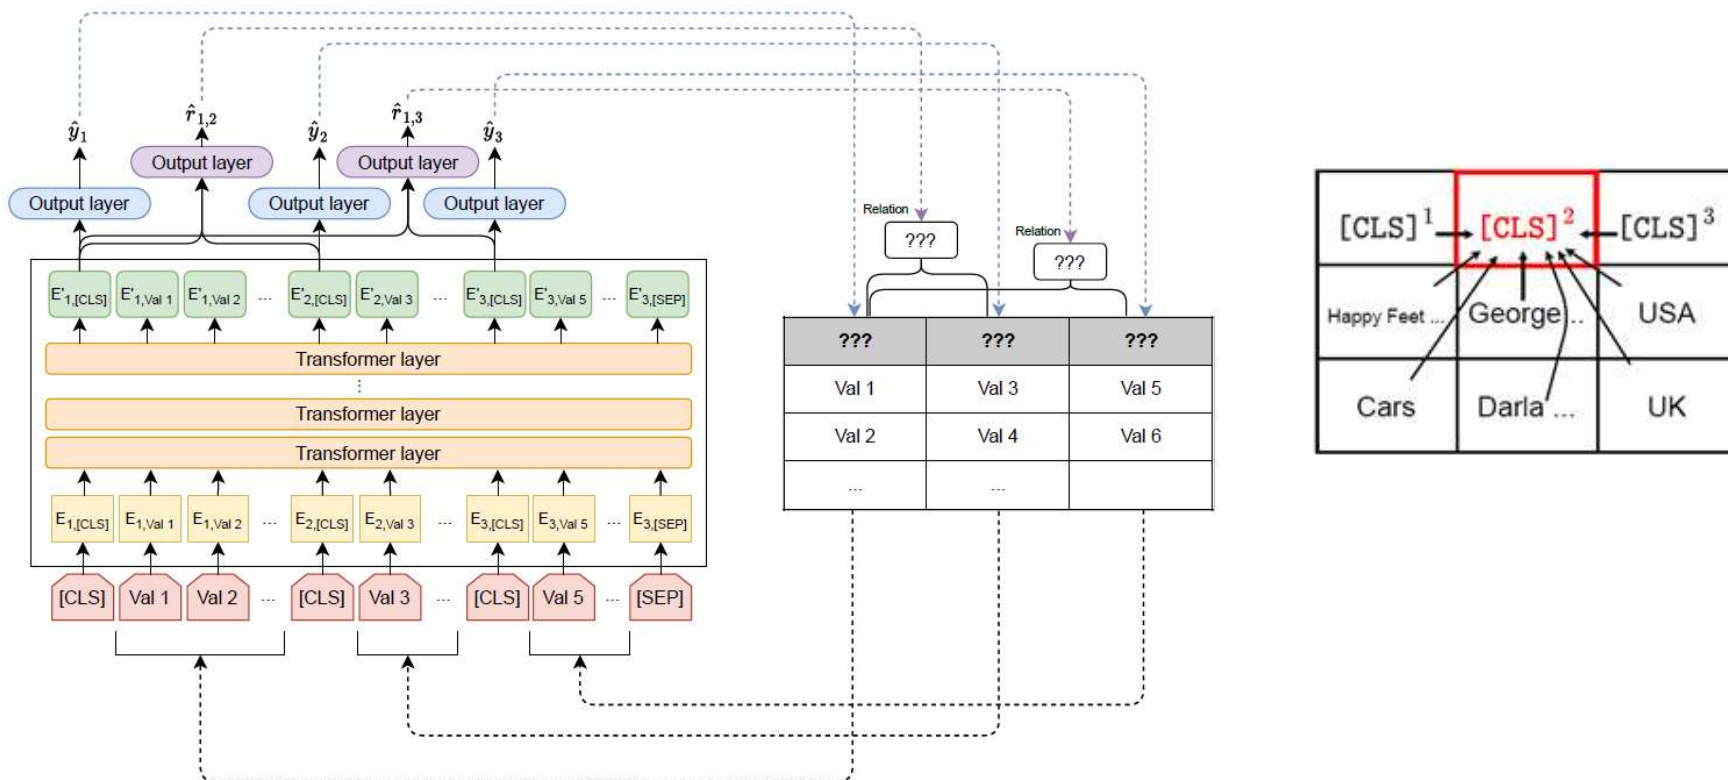 ŷ₁ r̂₁,₂ ŷ₂ r̂₁,₃ ŷ₃
Output layer Output layer
Output layer Output layer Output layer
E'1,[CLS] E'1,Val 1 E'1,Val 2 ... E'2,[CLS] E'2,Val 3 ... E'3,[CLS] E'3,Val 5 ... E'3,[SEP]
Transformer layer
⋮
Transformer layer
Transformer layer
E1,[CLS] E1,Val 1 E1,Val 2 ... E2,[CLS] E2,Val 3 ... E3,[CLS] E3,Val 5 ... E3,[SEP]
[CLS] Val 1 Val 2 ... [CLS] Val 3 ... [CLS] Val 5 ... [SEP]
Relation
???
Relation
???
??? ??? ???
Val 1 Val 3 Val 5
Val 2 Val 4 Val 6
... ...
[CLS]¹ [CLS]² [CLS]³
Happy Feet ... George .. USA
Cars Darla ... UK